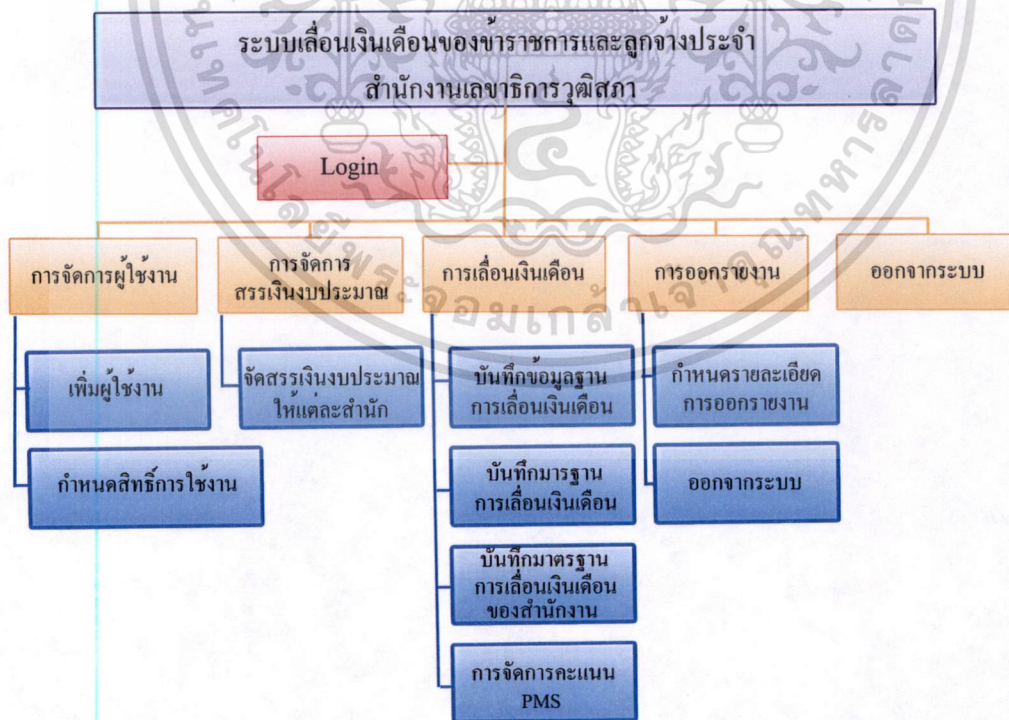 ระบบเลื่อนเงินเดือนของข้าราชการและลูกจ้างประจำ
สำนักงานเลขาธิการวุฒิสภา
Login
การจัดการผู้ใช้งาน
การจัดการ
สรรเงินงบประมาณ
การเลื่อนเงินเดือน
การออกรายงาน
ออกจากระบบ
เพิ่มผู้ใช้งาน
กำหนดสิทธิ์การใช้งาน
จัดสรรเงินงบประมาณ
ให้แต่ละสำนัก
บันทึกข้อมูลฐาน
การเลื่อนเงินเดือน
บันทึกมารฐาน
การเลื่อนเงินเดือน
บันทึกมาตรฐาน
การเลื่อนเงินเดือน
ของสำนักงาน
การจัดการคะแนน
PMS
กำหนดรายละเอียด
การออกรายงาน
ออกจากระบบ